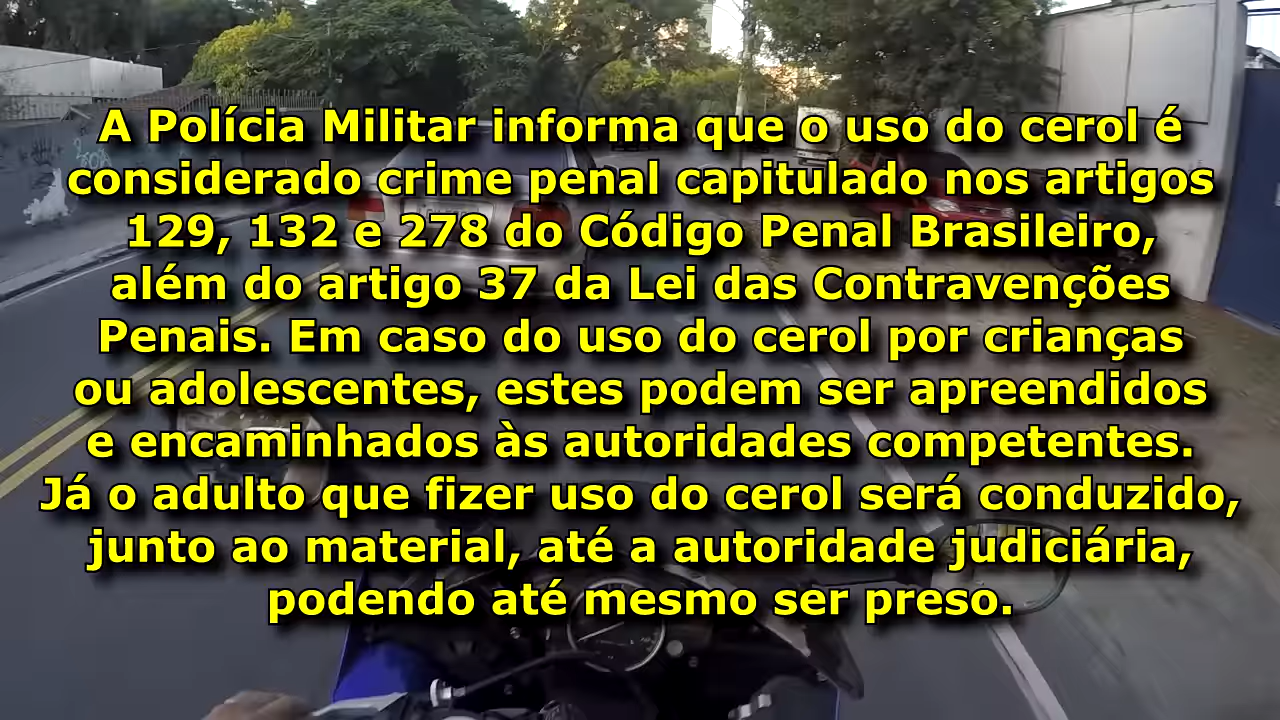 A Polícia Militar informa que o uso do cerol é
considerado crime penal capitulado nos artigos
129, 132 e 278 do Código Penal Brasileiro,
além do artigo 37 da Lei das Contravenções
Penais. Em caso do uso do cerol por crianças
ou adolescentes, estes podem ser apreendidos
e encaminhados às autoridades competentes.
Já o adulto que fizer uso do cerol será conduzido,
junto ao material, até a autoridade judiciária,
podendo até mesmo ser preso.